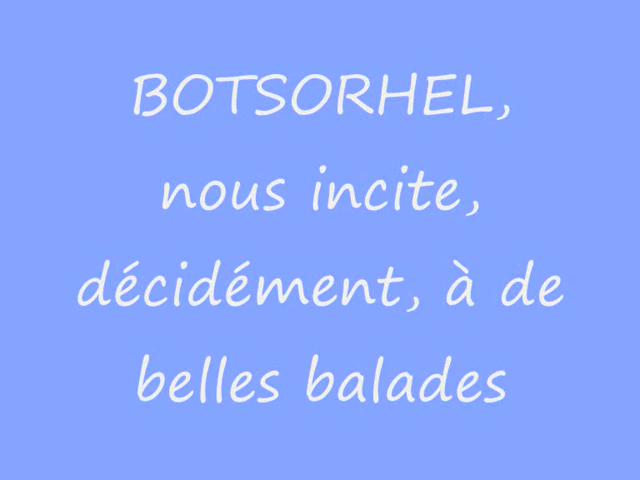 BOTSORHEL,
nous incite,
décidément, à de
belles balades